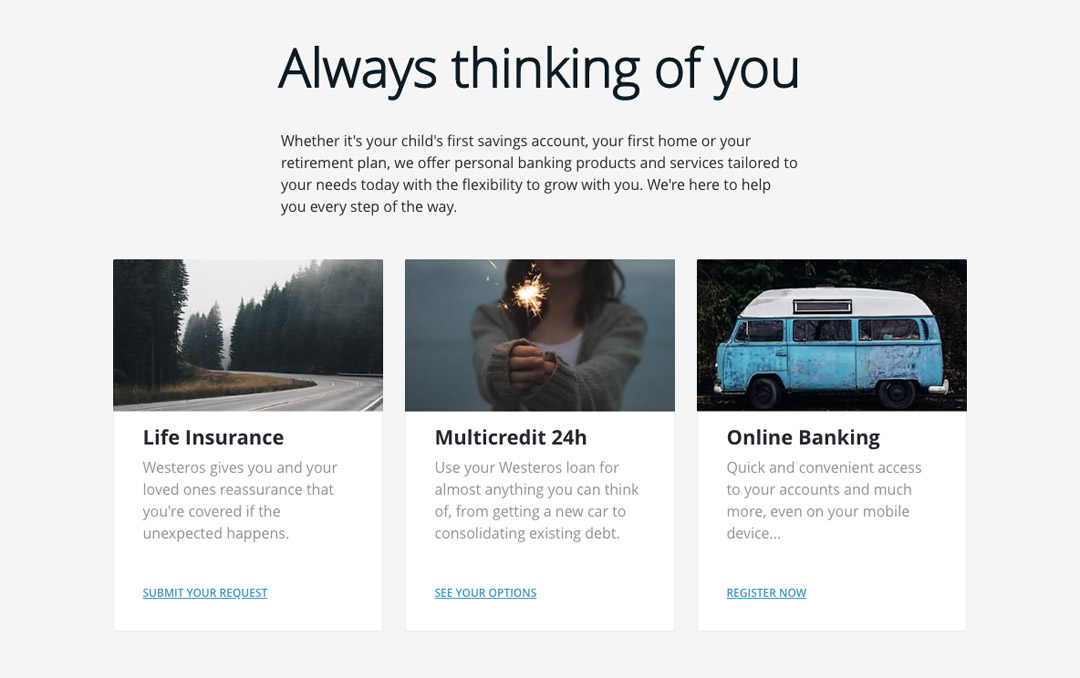 Always thinking of you
Whether it's your child's first savings account, your first home or your
retirement plan, we offer personal banking products and services tailored to
your needs today with the flexibility to grow with you. We're here to help
you every step of the way.
Life Insurance
Westeros gives you and your
loved ones reassurance that
you're covered if the
unexpected happens.
SUBMIT YOUR REQUEST
Multicredit 24h
Use your Westeros loan for
almost anything you can think
of, from getting a new car to
consolidating existing debt.
SEE YOUR OPTIONS
Online Banking
Quick and convenient access
to your accounts and much
more, even on your mobile
device...
REGISTER NOW